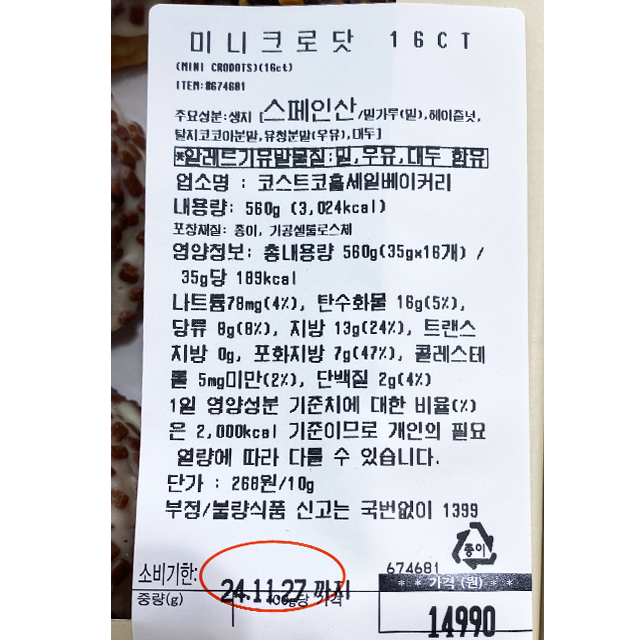 미니크로닷 16CT
(MINI CRODOTS)(16ct)
ITEM:8674681
주요성분:생지 [스페인산/밀가루(밀),헤이즐넛,
탈지코코아분말,유청분말(우유),대두]
※알레르기유발물질:밀,우유,대두 함유
업소명 : 코스트코홀세일베이커리
내용량: 560g (3,024kcal)
포장재질: 종이, 가공셀룰로스제
영양정보: 총내용량 560g(35gx16개) /
35g당 189kcal
나트륨78mg(4%), 탄수화물 16g(5%),
당류 8g(8%), 지방 13g(24%), 트랜스
지방 0g, 포화지방 7g(47%), 콜레스테
롤 5mg미만(2%), 단백질 2g(4%)
1일 영양성분 기준치에 대한 비율(%)
은 2,000kcal 기준이므로 개인의 필요
열량에 따라 다를 수 있습니다.
단가 : 268원/10g
부정/불량식품 신고는 국번없이 1399
종이
소비기한: 24.11.27 까지
674681
중량(g) 100g당 가격
**가격(원)**
14990